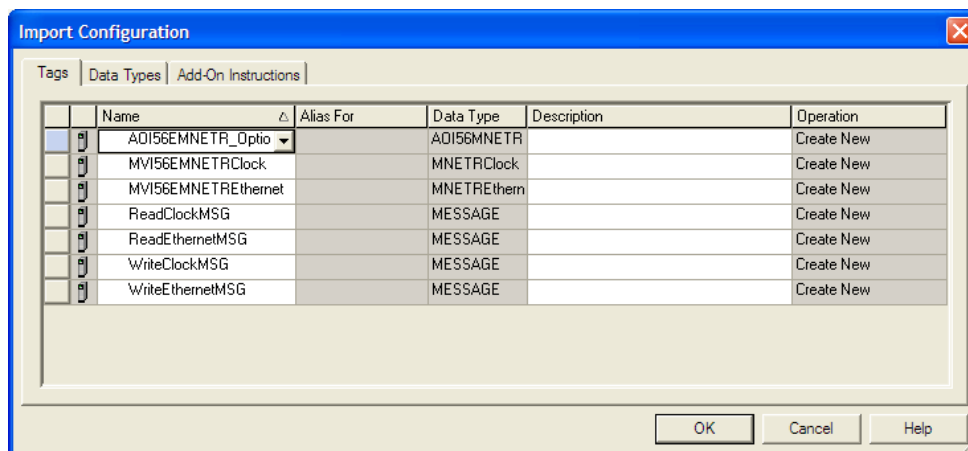 Import Configuration
Tags Data Types Add-On Instructions
Name Alias For Data Type Description Operation
AOI56EMNETR_Optio AOI56MNETR Create New
MVI56EMNETRClock MNETRClock Create New
MVI56EMNETREthernet MNETREthern Create New
ReadClockMSG MESSAGE Create New
ReadEthernetMSG MESSAGE Create New
WriteClockMSG MESSAGE Create New
WriteEthernetMSG MESSAGE Create New
OK Cancel Help